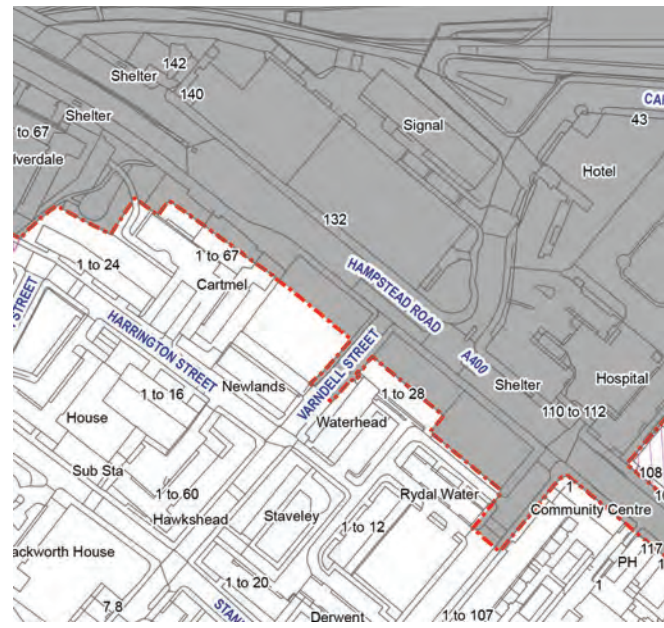 142
Shelter
140
Signal
43
Shelter
to 67
Hotel
132
1 to 67
1 to 24
Cartmel
HAMPSTEAD ROAD
STREET
HARRINGTON STREET
VARNDELL STREET
A400
Newlands
1 to 16
1 to 28
Shelter
Hospital
House
Waterhead
110 to 112
Sub Sta
108
1 to 60
Rydal Water
1
Hawkshead
Staveley
Community Centre
1 to 12
117
ackworth House
PH
1 to 20
1
7,8
Derwent
1 to 107